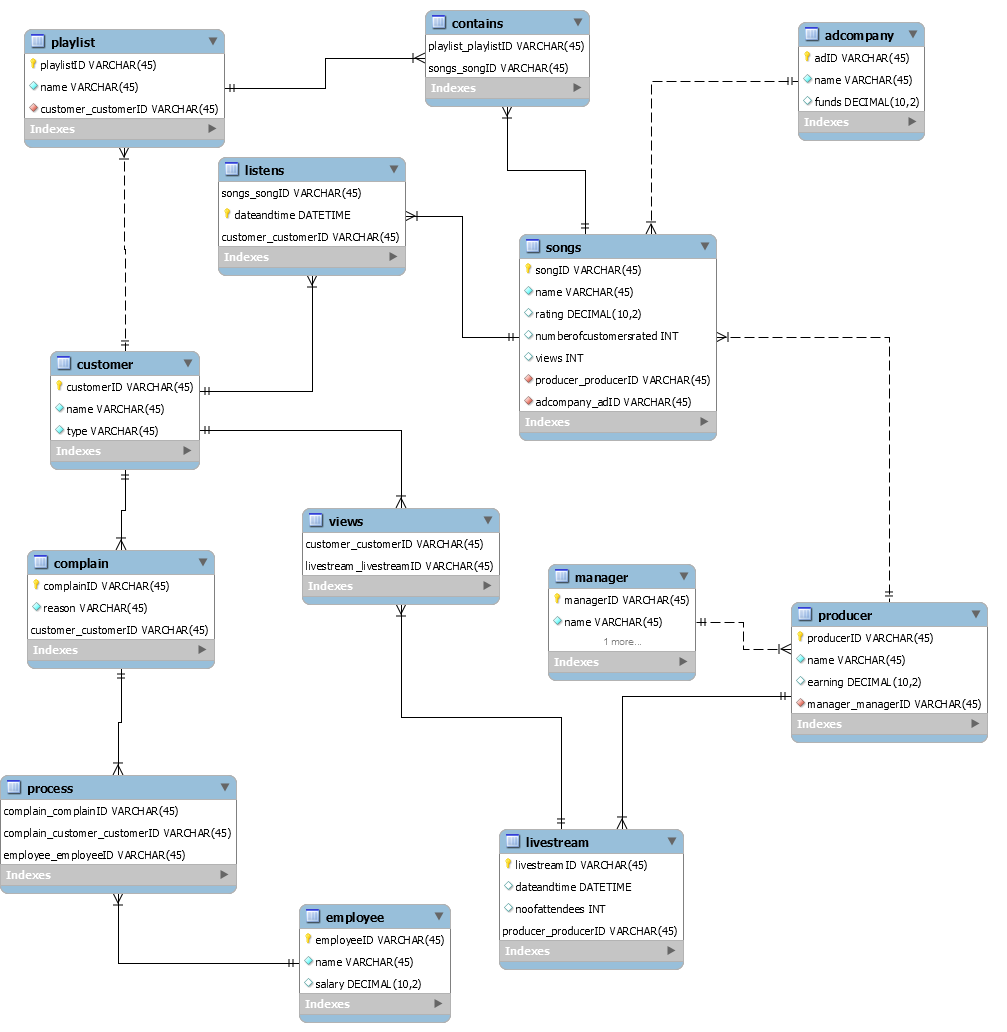 playlist
playlistID VARCHAR(45)
name VARCHAR(45)
customer_customerID VARCHAR(45)
Indexes
contains
playlist_playlistID VARCHAR(45)
songs_songID VARCHAR(45)
Indexes
adcompany
adID VARCHAR(45)
name VARCHAR(45)
funds DECIMAL(10,2)
Indexes
listens
songs_songID VARCHAR(45)
dateandtime DATETIME
customer_customerID VARCHAR(45)
Indexes
songs
songID VARCHAR(45)
name VARCHAR(45)
rating DECIMAL(10,2)
numberofcustomersrated INT
views INT
producer_producerID VARCHAR(45)
adcompany_adID VARCHAR(45)
Indexes
customer
customerID VARCHAR(45)
name VARCHAR(45)
type VARCHAR(45)
Indexes
views
customer_customerID VARCHAR(45)
livestream_livestreamID VARCHAR(45)
Indexes
complain
complainID VARCHAR(45)
reason VARCHAR(45)
customer_customerID VARCHAR(45)
Indexes
manager
managerID VARCHAR(45)
name VARCHAR(45)
1 more...
Indexes
producer
producerID VARCHAR(45)
name VARCHAR(45)
earning DECIMAL(10,2)
manager_managerID VARCHAR(45)
Indexes
process
complain_complainID VARCHAR(45)
complain_customer_customerID VARCHAR(45)
employee_employeeID VARCHAR(45)
Indexes
livestream
livestreamID VARCHAR(45)
dateandtime DATETIME
noofattendees INT
producer_producerID VARCHAR(45)
Indexes
employee
employeeID VARCHAR(45)
name VARCHAR(45)
salary DECIMAL(10,2)
Indexes